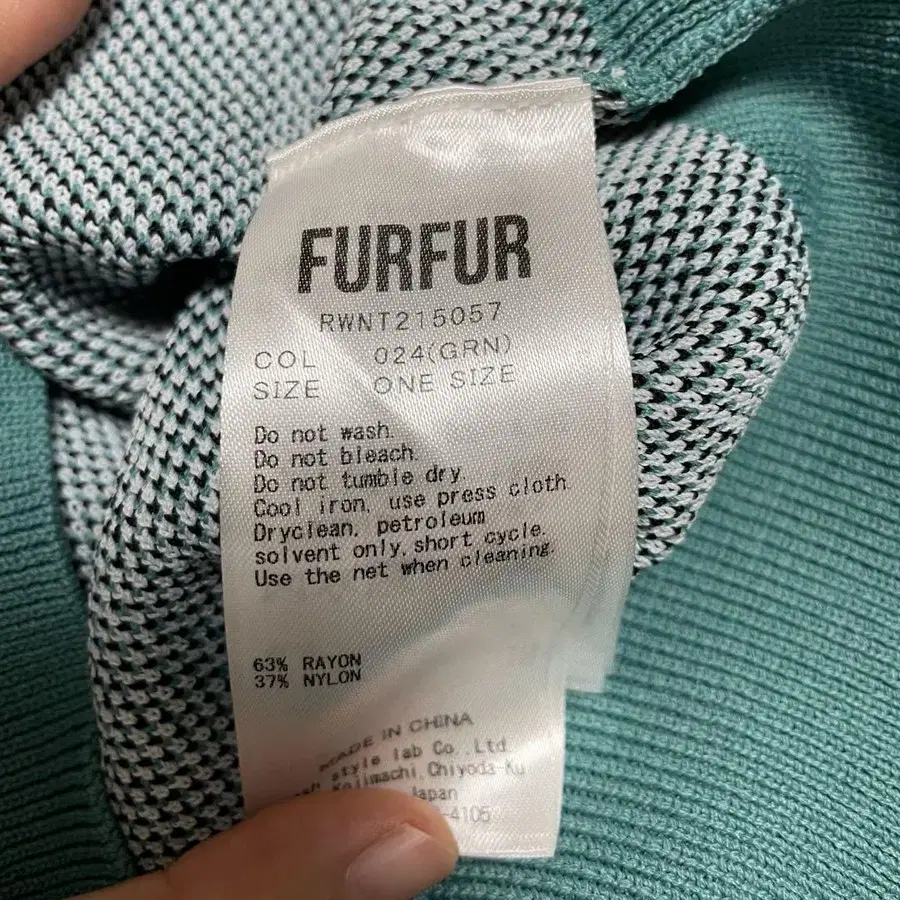 FURFUR
RWNT215057
COL 024(GRN)
SIZE ONE SIZE
Do not wash.
Do not bleach.
Do not tumble dry.
Cool iron, use press cloth.
Dryclean, petroleum
solvent only, short cycle.
Use the net when cleaning.
63% RAYON
37% NYLON
MADE IN CHINA
style lab Co., Ltd
Kojimachi, Chiyoda-Ku
Japan
-4105